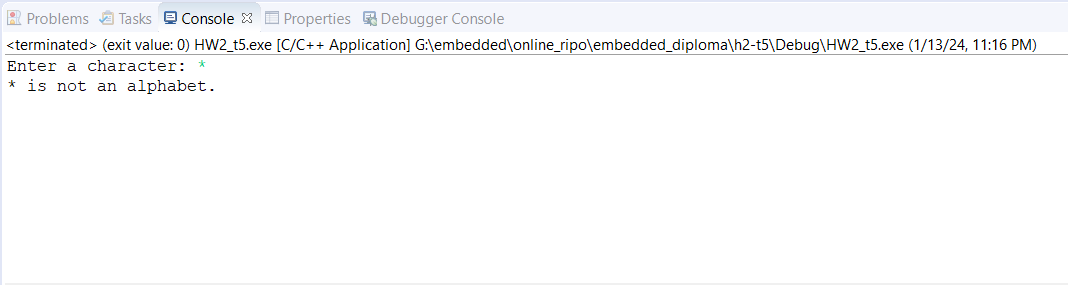 Problems Tasks Console Properties Debugger Console
<terminated> (exit value: 0) HW2_t5.exe [C/C++ Application] G:\embedded\online_ripo\embedded_diploma\h2-t5\Debug\HW2_t5.exe (1/13/24, 11:16 PM)
Enter a character: *
* is not an alphabet.